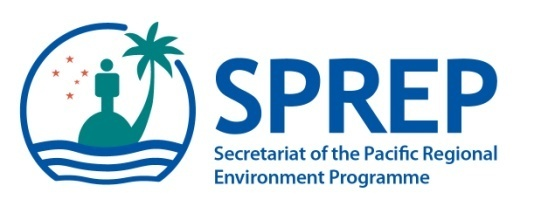 SPREP
Secretariat of the Pacific Regional
Environment Programme